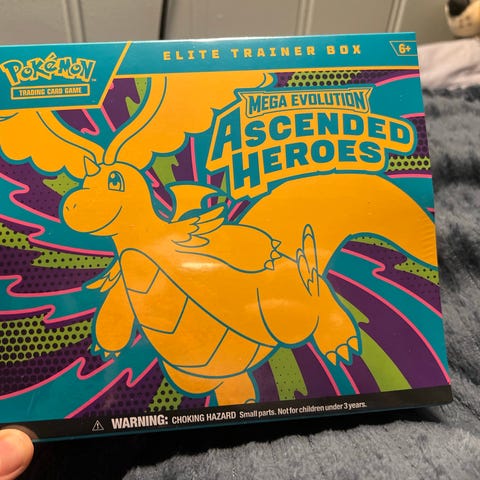 POKéMON
TRADING CARD GAME
ELITE TRAINER BOX
6+
MEGA EVOLUTION
ASCENDED
HEROES
WARNING: CHOKING HAZARD Small parts. Not for children under 3 years.